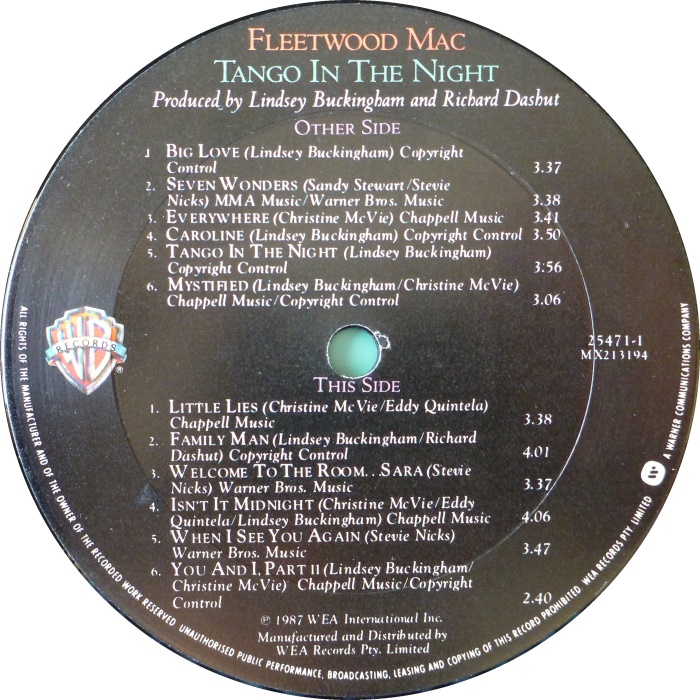 FLEETWOOD MAC
TANGO IN THE NIGHT
Produced by Lindsey Buckingham and Richard Dashut
OTHER SIDE
1 BIG LOVE (Lindsey Buckingham) Copyright
Control 3.37
2. SEVEN WONDERS (Sandy Stewart/Stevie
Nicks) MMA Music/Warner Bros. Music 3.38
3. EVERYWHERE (Christine McVie) Chappell Music 3.41
4. CAROLINE (Lindsey Buckingham) Copyright Control 3.50
5. TANGO IN THE NIGHT (Lindsey Buckingham)
Copyright Control 3:56
6. MYSTIFIED (Lindsey Buckingham/Christine McVie)
Chappell Music/Copyright Control 3.06
WB
RECORDS
®
25471-1
MX213194
THIS SIDE
1. LITTLE LIES (Christine McVie/Eddy Quintela)
Chappell Music 3.38
2. FAMILY MAN (Lindsey Buckingham/Richard
Dashut) Copyright Control 4.01
3. WELCOME TO THE ROOM. . .SARA (Stevie
Nicks) Warner Bros. Music 3.37
4. ISN'T IT MIDNIGHT (Christine McVie/Eddy
Quintela/Lindsey Buckingham) Chappell Music 4.06
5. WHEN I SEE YOU AGAIN (Stevie Nicks)
Warner Bros. Music 3.47
6. YOU AND I, PART II (Lindsey Buckingham/
Christine McVie) Chappell Music/Copyright
Control 2.40
℗ 1987 WEA International Inc.
Manufactured and Distributed by
WEA Records Pty. Limited
ALL RIGHTS OF THE MANUFACTURER AND OF THE OWNER OF THE RECORDED WORK RESERVED UNAUTHORISED PUBLIC PERFORMANCE, BROADCASTING, LEASING AND COPYING OF THIS RECORD PROHIBITED. WEA RECORDS PTY. LIMITED A WARNER COMMUNICATIONS COMPANY